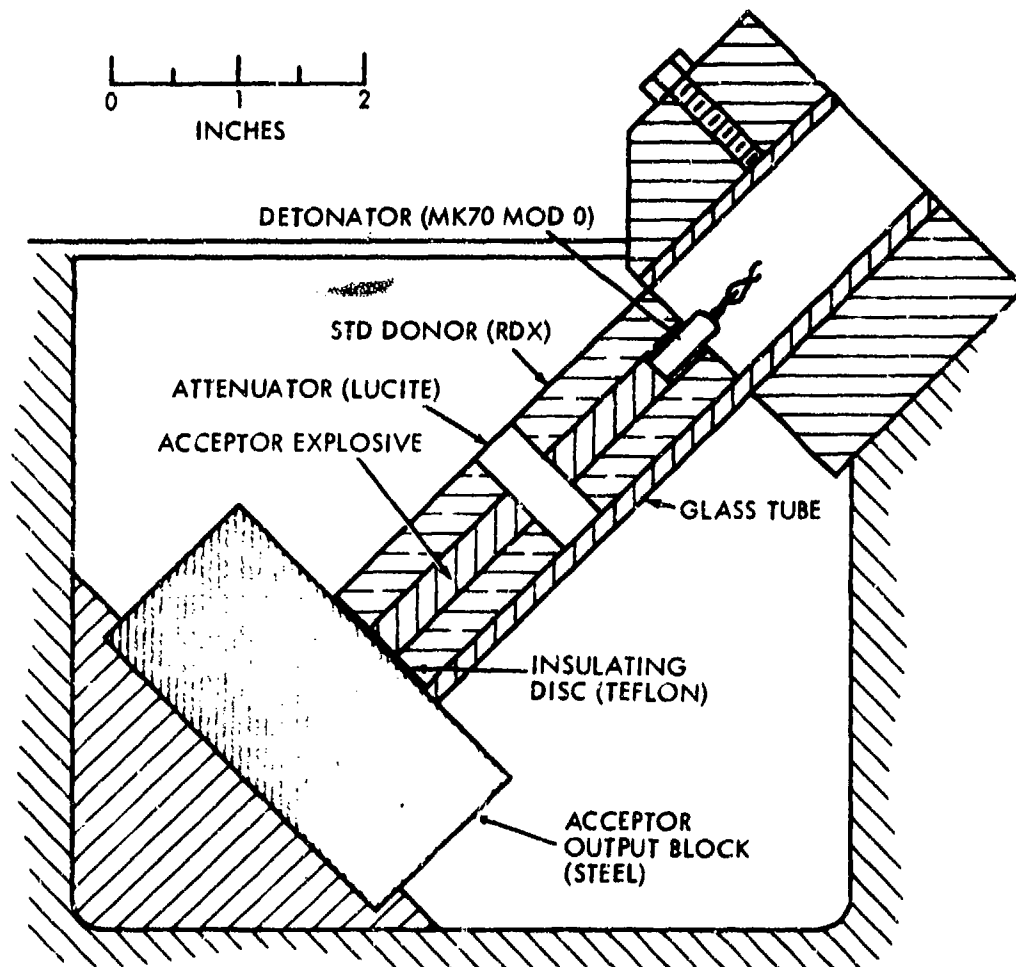 0 1 2
INCHES
DETONATOR (MK70 MOD 0)
STD DONOR (RDX)
ATTENUATOR (LUCITE)
ACCEPTOR EXPLOSIVE
GLASS TUBE
INSULATING
DISC (TEFLON)
ACCEPTOR
OUTPUT BLOCK
(STEEL)